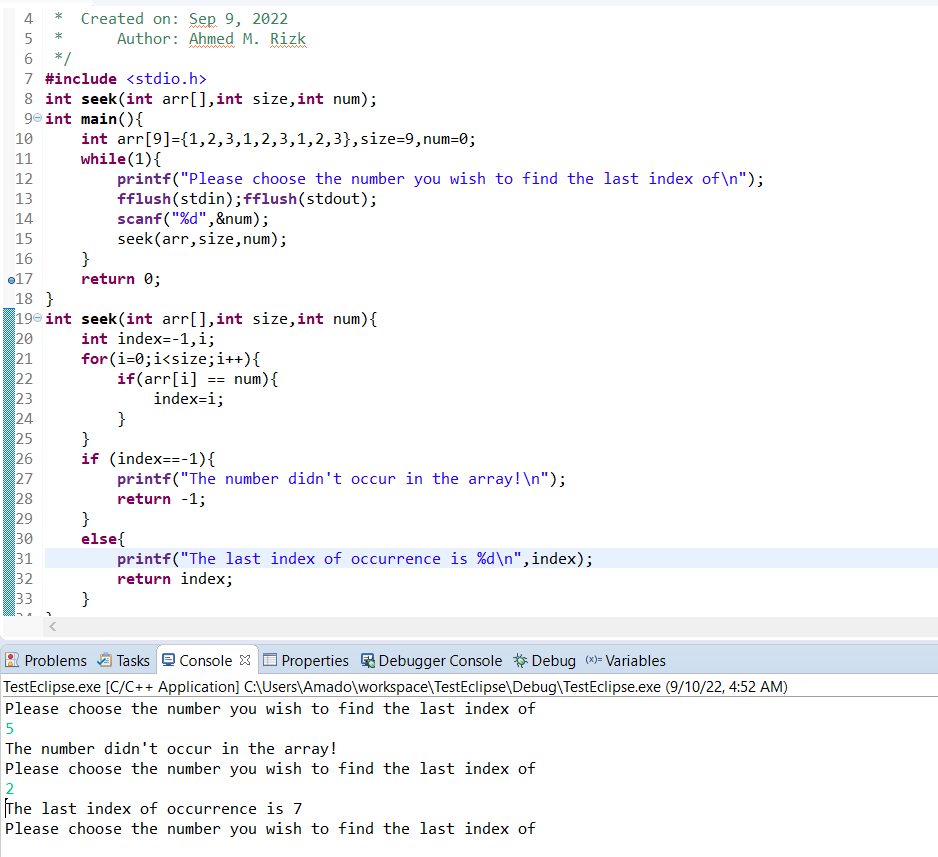 4  *  Created on: Sep 9, 2022
5  *      Author: Ahmed M. Rizk
6  */
7 #include <stdio.h>
8 int seek(int arr[],int size,int num);
9 int main(){
10     int arr[9]={1,2,3,1,2,3,1,2,3},size=9,num=0;
11     while(1){
12         printf("Please choose the number you wish to find the last index of\n");
13         fflush(stdin);fflush(stdout);
14         scanf("%d",&num);
15         seek(arr,size,num);
16     }
17     return 0;
18 }
19 int seek(int arr[],int size,int num){
20     int index=-1,i;
21     for(i=0;i<size;i++){
22         if(arr[i] == num){
23             index=i;
24         }
25     }
26     if (index==-1){
27         printf("The number didn't occur in the array!\n");
28         return -1;
29     }
30     else{
31         printf("The last index of occurrence is %d\n",index);
32         return index;
33     }
Problems Tasks Console Properties Debugger Console Debug (x)= Variables
TestEclipse.exe [C/C++ Application] C:\Users\Amado\workspace\TestEclipse\Debug\TestEclipse.exe (9/10/22, 4:52 AM)
Please choose the number you wish to find the last index of
5
The number didn't occur in the array!
Please choose the number you wish to find the last index of
2
The last index of occurrence is 7
Please choose the number you wish to find the last index of